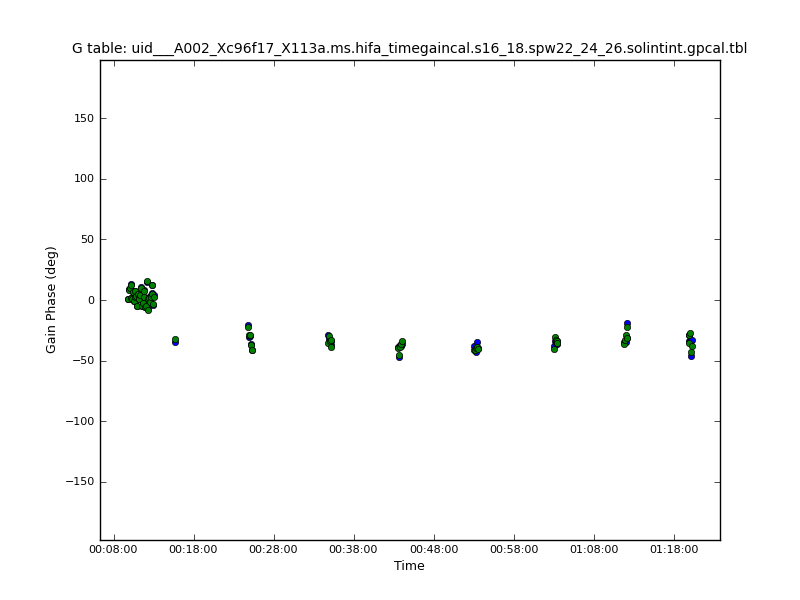 G table: uid___A002_Xc96f17_X113a.ms.hifa_timegaincal.s16_18.spw22_24_26.solintint.gpcal.tbl
150
100
50
0
−50
−100
−150
Gain Phase (deg)
00:08:00 00:18:00 00:28:00 00:38:00 00:48:00 00:58:00 01:08:00 01:18:00
Time